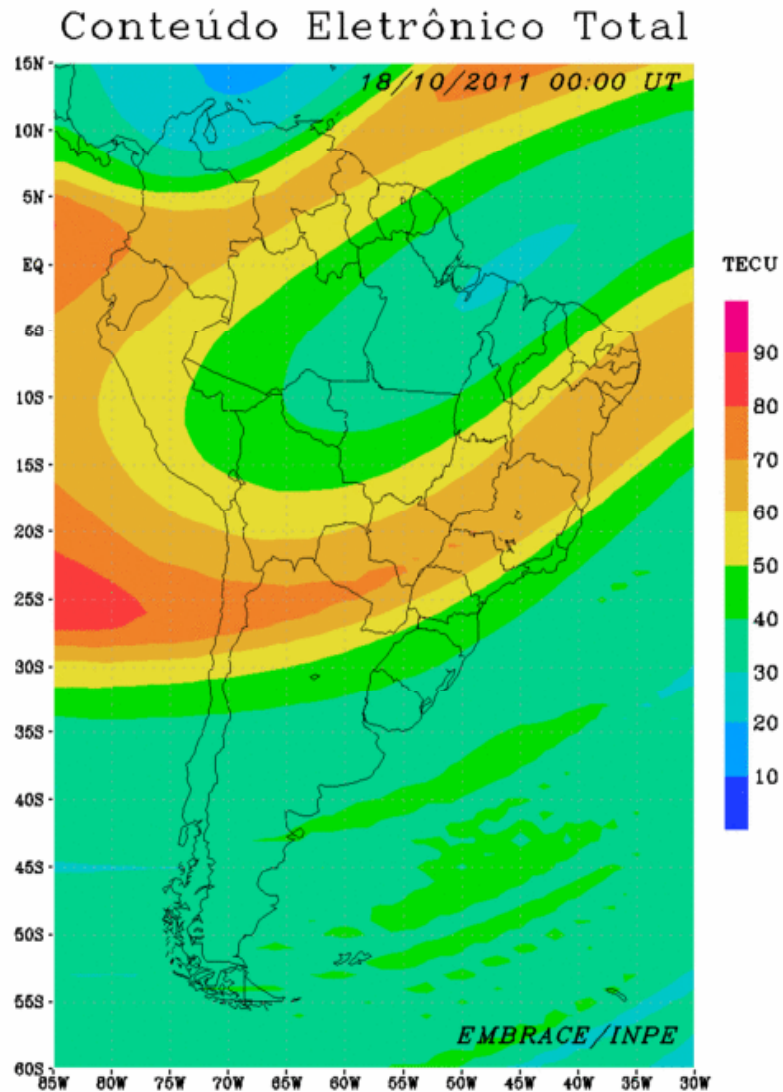 Conteúdo Eletrônico Total
18/10/2011 00:00 UT
15N
10N
5N
EQ
5S
10S
15S
20S
25S
30S
35S
40S
45S
50S
55S
60S
85W 80W 75W 70W 65W 60W 55W 50W 45W 40W 35W 30W
EMBRACE/INPE
TECU
90
80
70
60
50
40
30
20
10